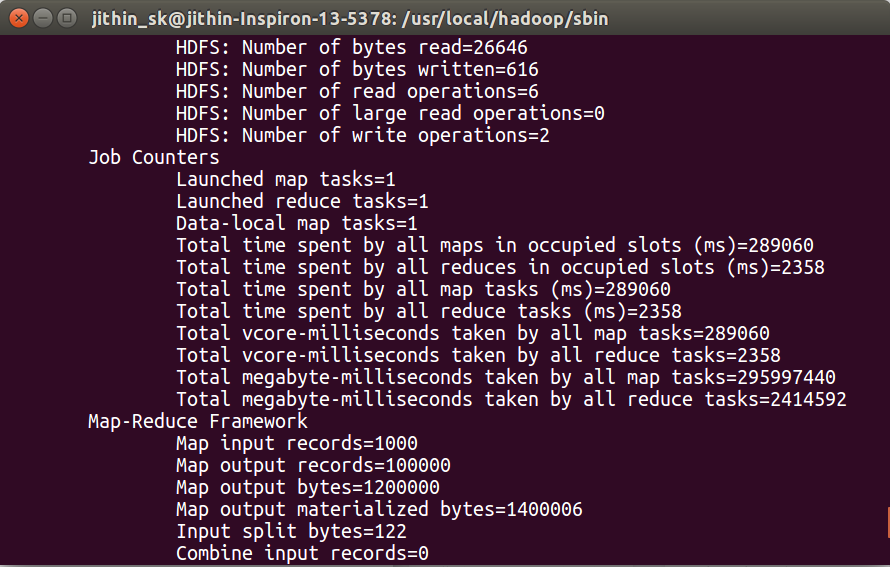 jithin_sk@jithin-Inspiron-13-5378: /usr/local/hadoop/sbin
HDFS: Number of bytes read=26646
HDFS: Number of bytes written=616
HDFS: Number of read operations=6
HDFS: Number of large read operations=0
HDFS: Number of write operations=2
Job Counters
Launched map tasks=1
Launched reduce tasks=1
Data-local map tasks=1
Total time spent by all maps in occupied slots (ms)=289060
Total time spent by all reduces in occupied slots (ms)=2358
Total time spent by all map tasks (ms)=289060
Total time spent by all reduce tasks (ms)=2358
Total vcore-milliseconds taken by all map tasks=289060
Total vcore-milliseconds taken by all reduce tasks=2358
Total megabyte-milliseconds taken by all map tasks=295997440
Total megabyte-milliseconds taken by all reduce tasks=2414592
Map-Reduce Framework
Map input records=1000
Map output records=100000
Map output bytes=1200000
Map output materialized bytes=1400006
Input split bytes=122
Combine input records=0